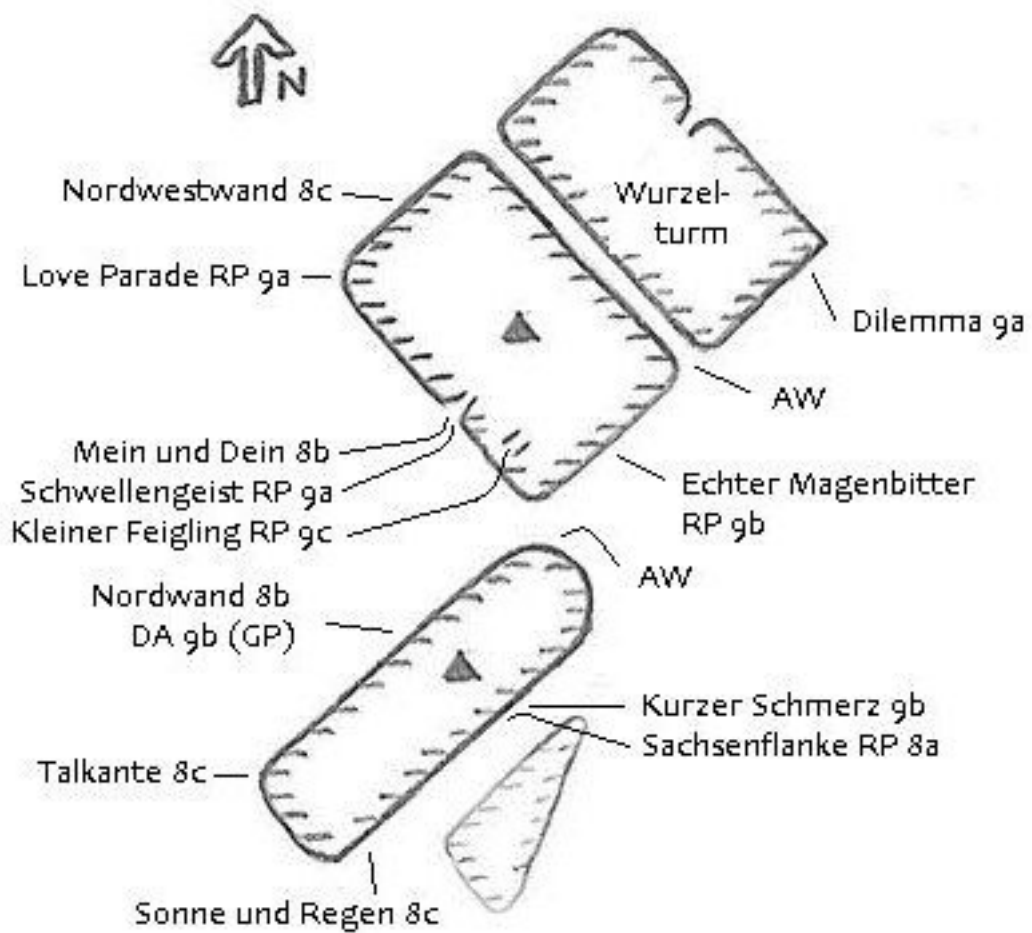 N
Nordwestwand 8c
Wurzel-
turm
Love Parade RP 9a
Dilemma 9a
AW
Mein und Dein 8b
Schwellengeist RP 9a
Kleiner Feigling RP 9c
Echter Magenbitter
RP 9b
AW
Nordwand 8b
DA 9b (GP)
Kurzer Schmerz 9b
Sachsenflanke RP 8a
Talkante 8c
Sonne und Regen 8c